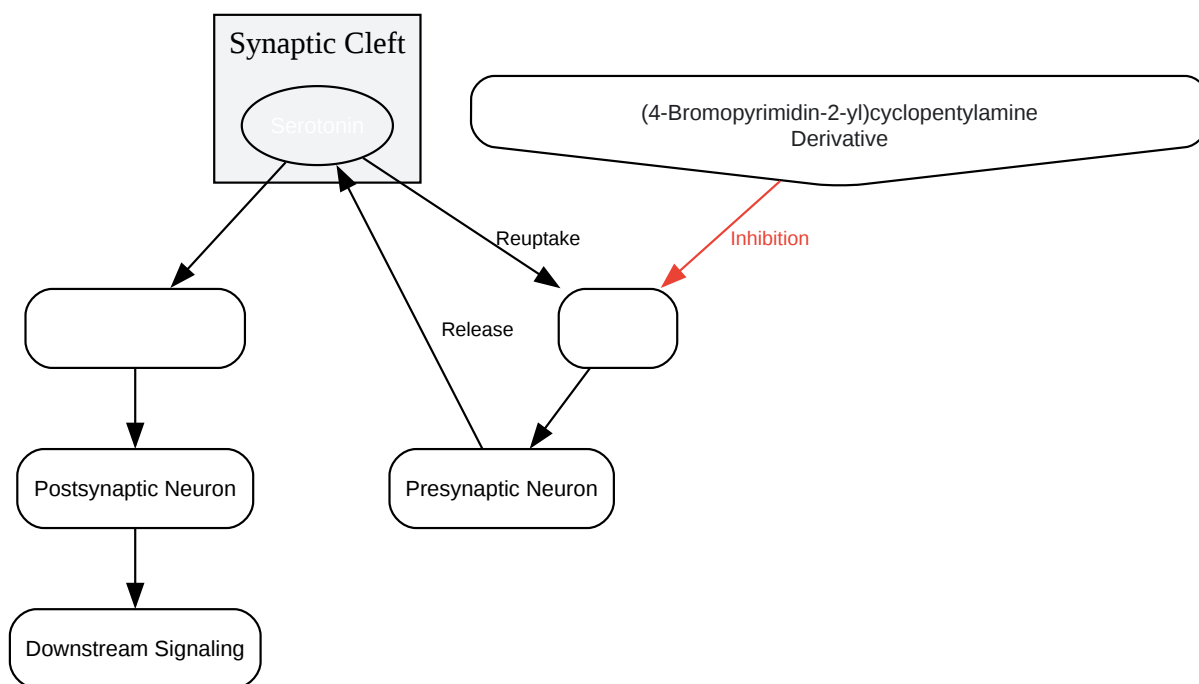 Synaptic Cleft
Serotonin
(4-Bromopyrimidin-2-yl)cyclopentylamine
Derivative
Reuptake
Inhibition
Release
Postsynaptic Neuron
Presynaptic Neuron
Downstream Signaling